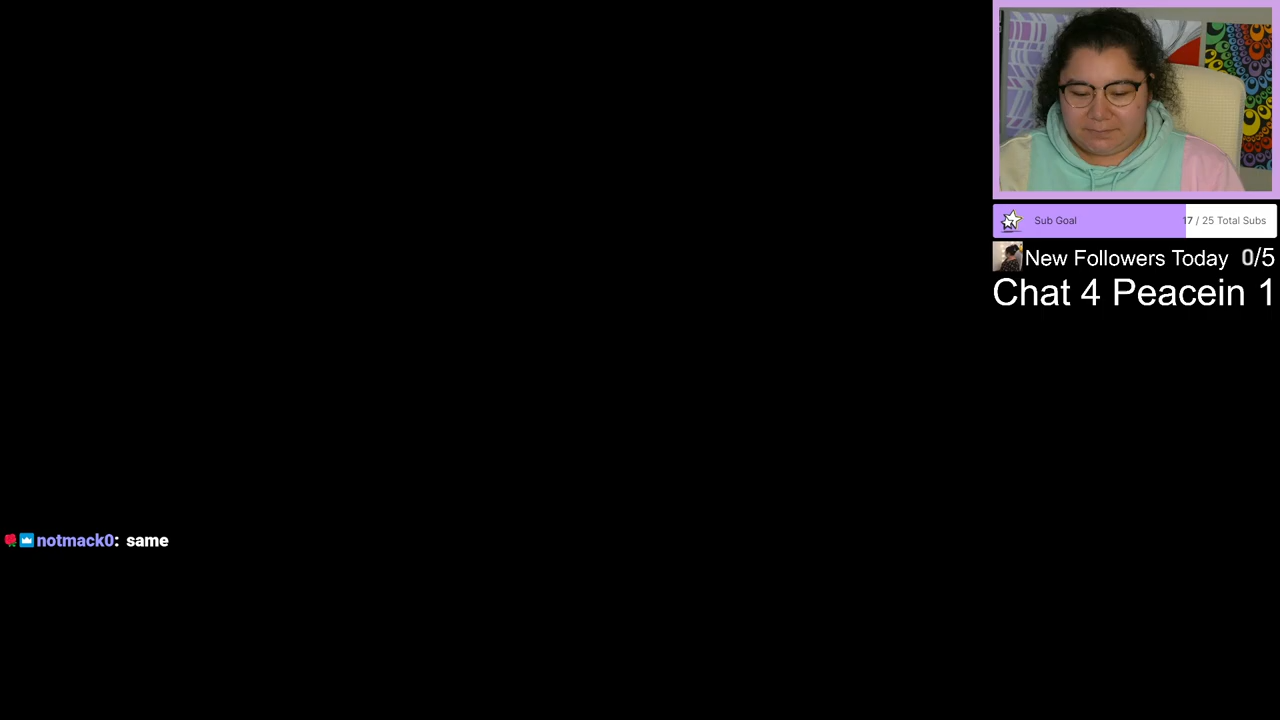 Sub Goal 17 / 25 Total Subs
New Followers Today 0/5
Chat 4 Peacein 1
notmack0: same